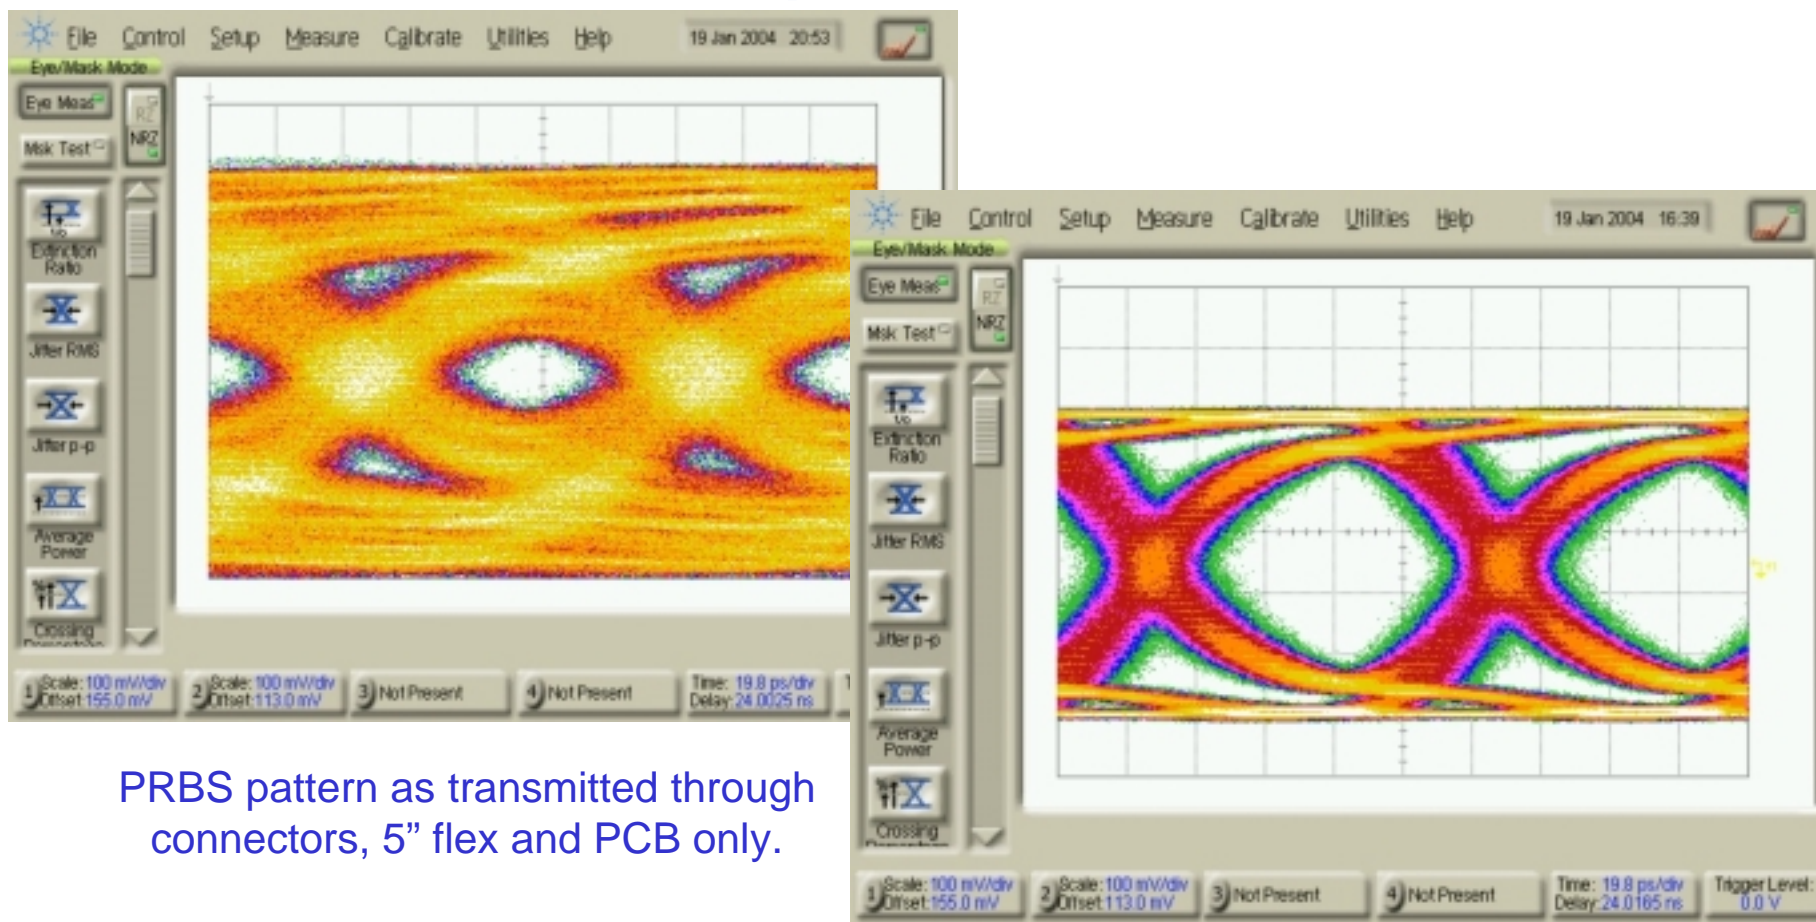 File Control Setup Measure Calibrate Utilities Help 19 Jan 2004 20:53
Eye/Mask Mode
Eye Meas
RZ
NRZ
Msk Test
Extinction
Ratio
Jitter RMS
Jitter p-p
Average
Power
Crossing
1) Scale: 100 mV/div
Offset: 155.0 mV
2) Scale: 100 mV/div
Offset: 113.0 mV
3) Not Present
4) Not Present
Time: 19.8 ps/div
Delay: 24.0025 ns
PRBS pattern as transmitted through
connectors, 5” flex and PCB only.
File Control Setup Measure Calibrate Utilities Help 19 Jan 2004 16:39
Eye/Mask Mode
Eye Meas
RZ
NRZ
Msk Test
Extinction
Ratio
Jitter RMS
Jitter p-p
Average
Power
Crossing
1) Scale: 100 mV/div
Offset: 155.0 mV
2) Scale: 100 mV/div
Offset: 113.0 mV
3) Not Present
4) Not Present
Time: 19.8 ps/div
Delay: 24.0165 ns
Trigger Level:
0.0 V